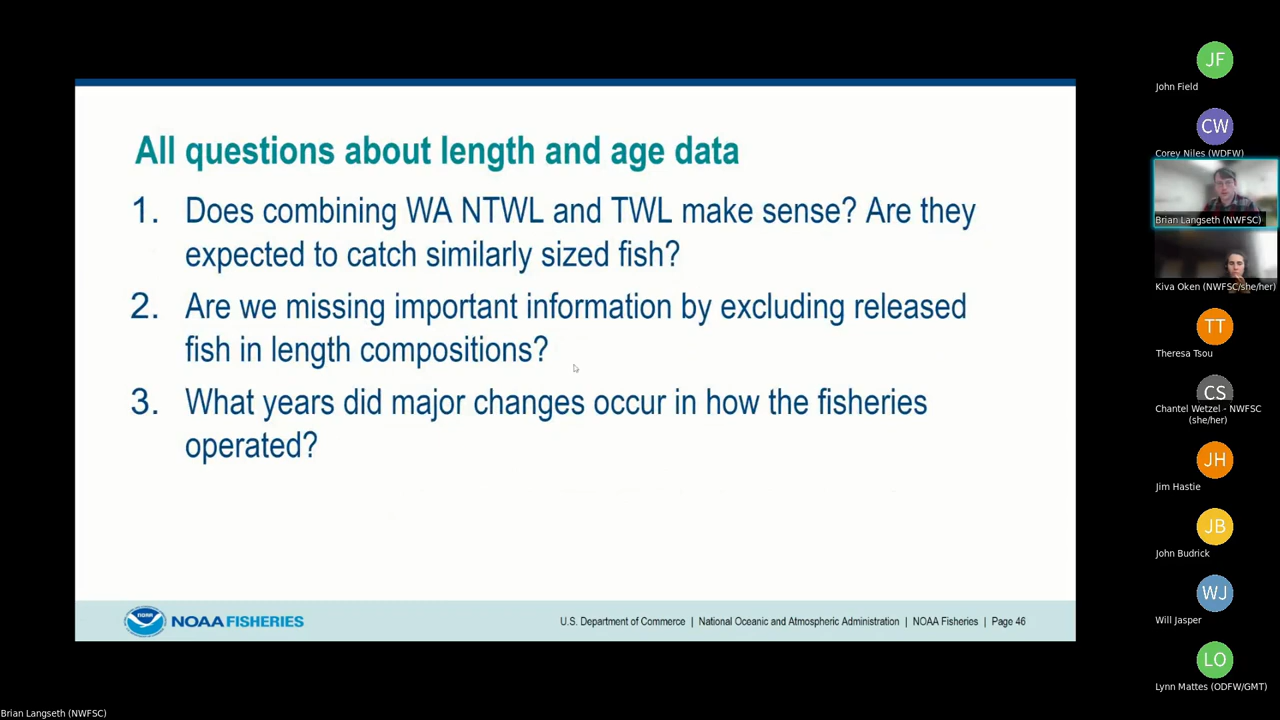 All questions about length and age data
1. Does combining WA NTWL and TWL make sense? Are they
expected to catch similarly sized fish?
2. Are we missing important information by excluding released
fish in length compositions?
3. What years did major changes occur in how the fisheries
operated?
NOAA
NOAA FISHERIES
U.S. Department of Commerce | National Oceanic and Atmospheric Administration | NOAA Fisheries | Page 46
JF
John Field
CW
Corey Niles (WDFW)
Brian Langseth (NWFSC)
Kiva Oken (NWFSC/she/her)
TT
Theresa Tsou
CS
Chantel Wetzel - NWFSC
(she/her)
JH
Jim Hastie
JB
John Budrick
WJ
Will Jasper
LO
Lynn Mattes (ODFW/GMT)
Brian Langseth (NWFSC)